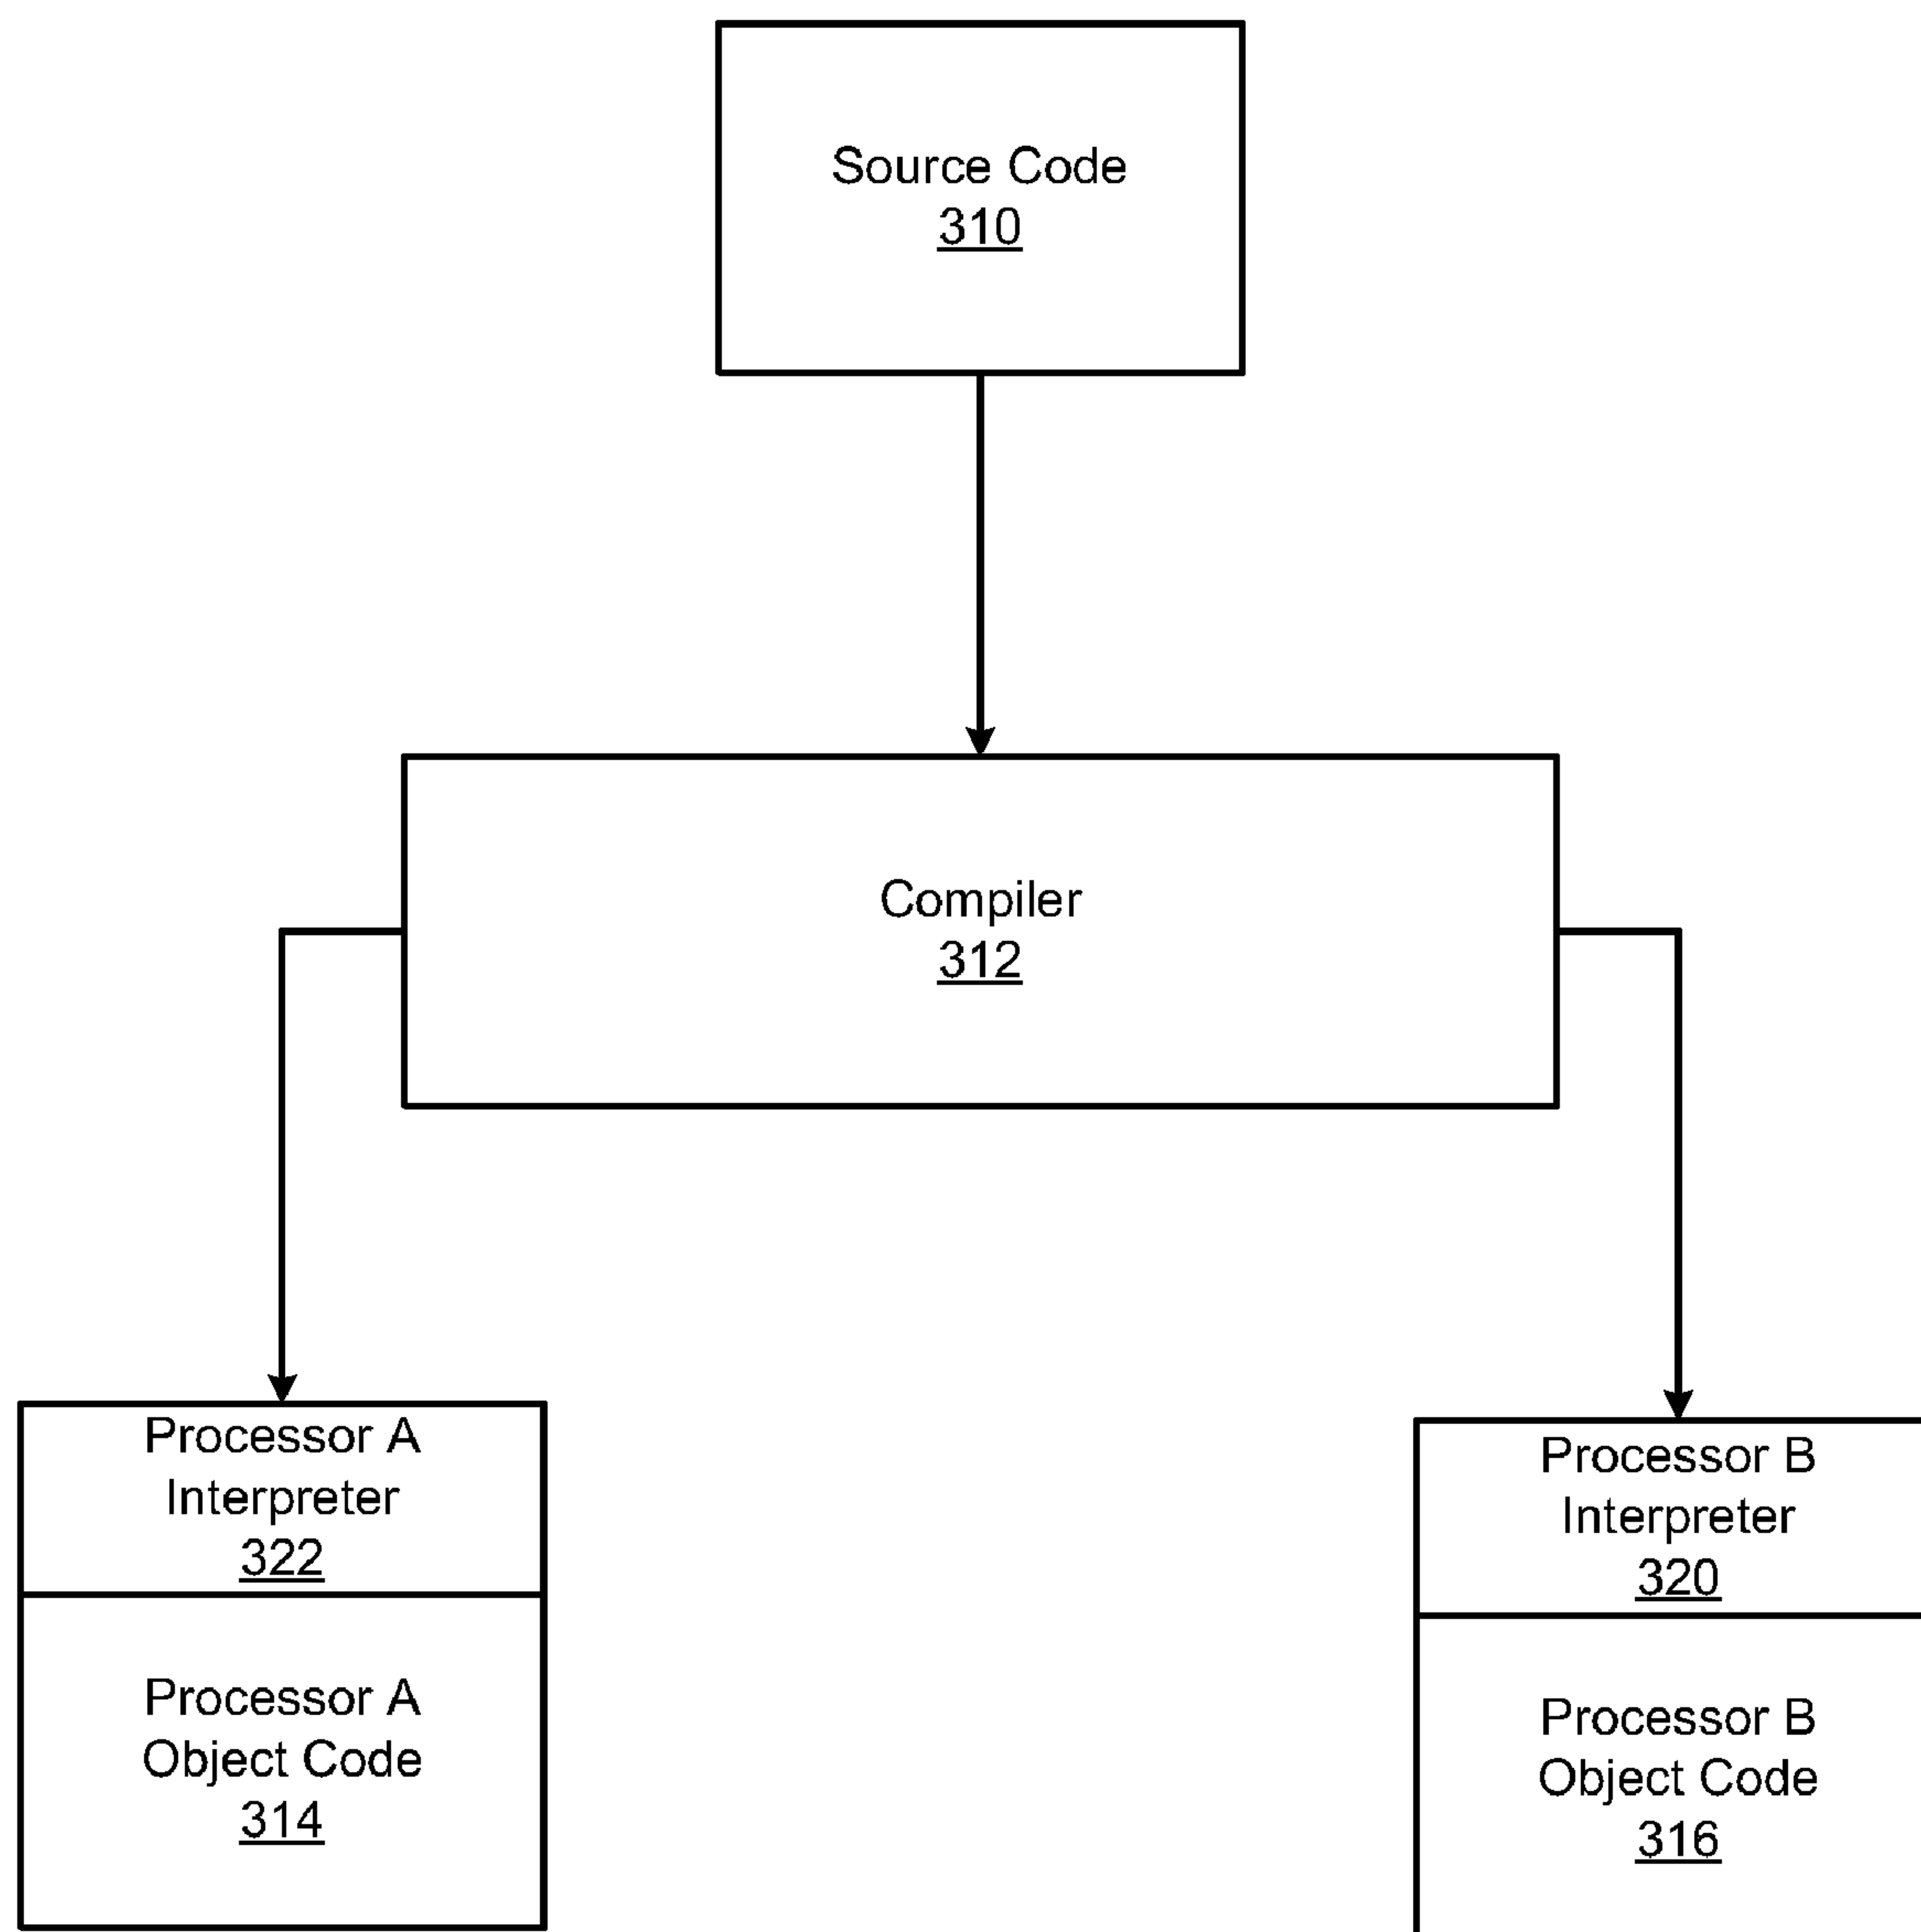 Source Code
310
Compiler
312
Processor A
Interpreter
322
Processor A
Object Code
314
Processor B
Interpreter
320
Processor B
Object Code
316